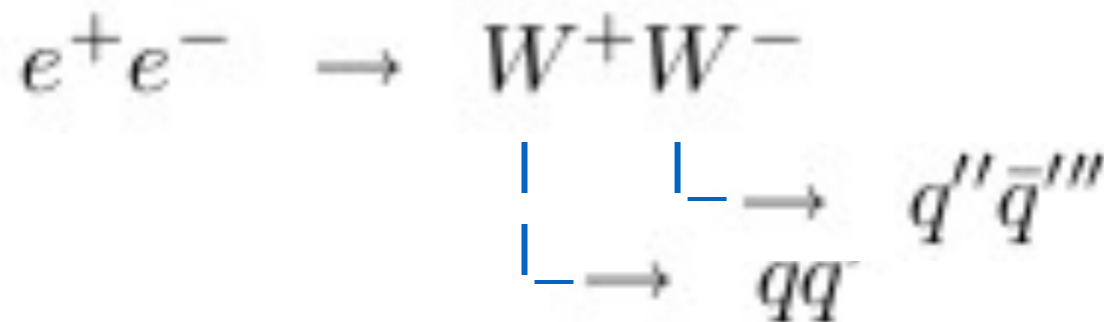 e⁺e⁻ → W⁺W⁻
→ q″q̄‴
→ qq